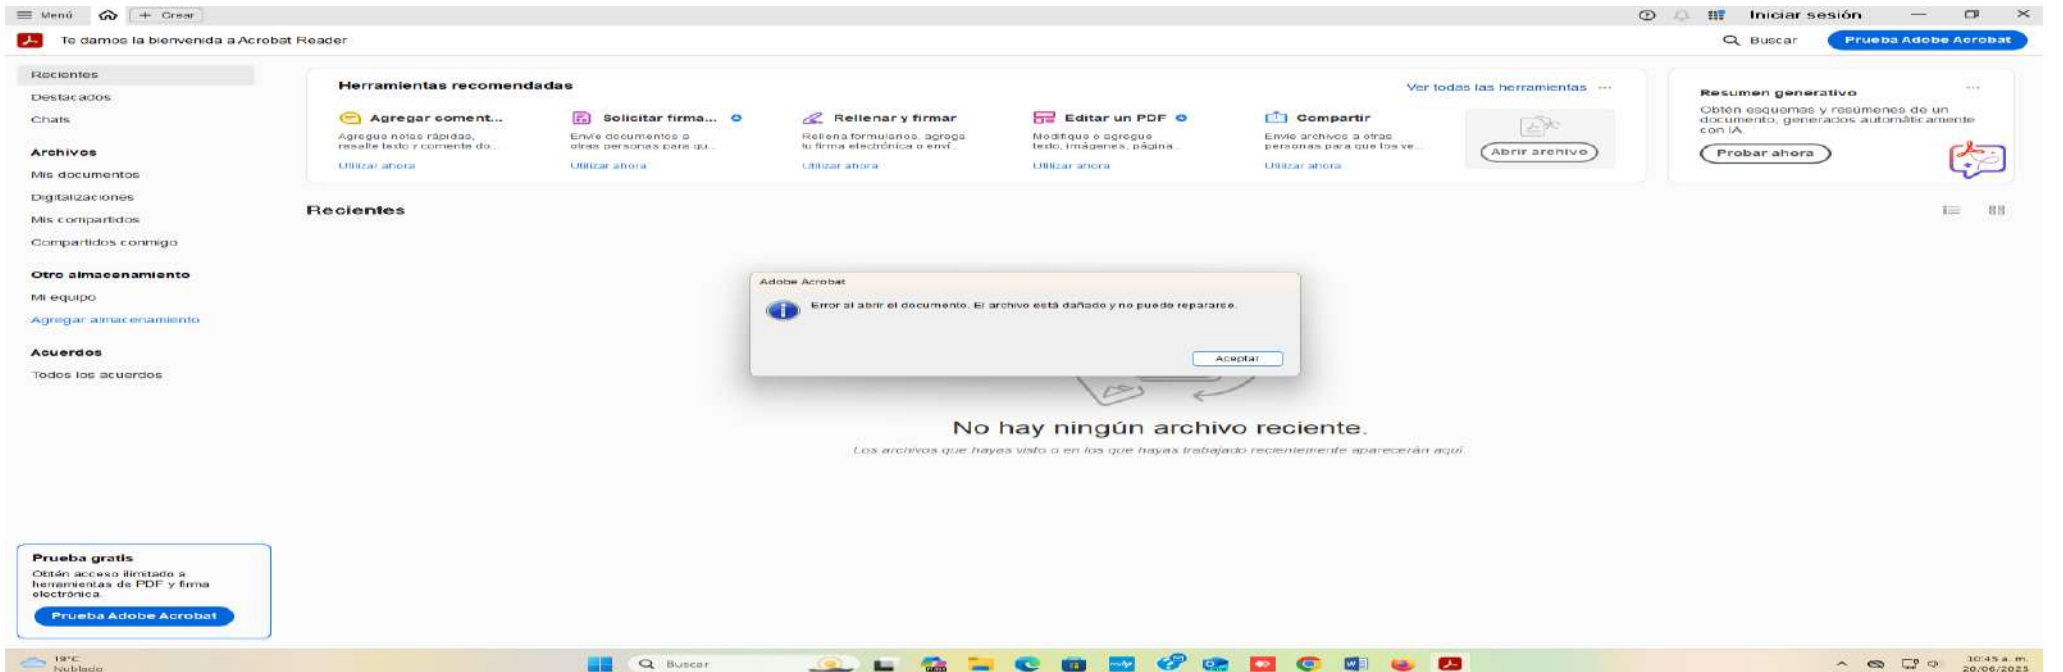 Menú + Crear Iniciar sesión
Te damos la bienvenida a Acrobat Reader Buscar Prueba Adobe Acrobat
Recientes
Destacados
Chats
Archivos
Mis documentos
Digitalizaciones
Mis compartidos
Compartidos conmigo
Otro almacenamiento
Mi equipo
Agregar almacenamiento
Acuerdos
Todos los acuerdos
Herramientas recomendadas Ver todas las herramientas ...
Agregar coment...
Agregue notas rápidas,
resalte texto y comente do...
Utilizar ahora
Solicitar firma...
Envíe documentos a
otras personas para qu...
Utilizar ahora
Rellenar y firmar
Rellena formularios, agrega
tu firma electrónica o enví...
Utilizar ahora
Editar un PDF
Modifique o agregue
texto, imágenes, página...
Utilizar ahora
Compartir
Envíe archivos a otras
personas para que los ve...
Utilizar ahora
Abrir archivo
Resumen generativo ...
Obtén esquemas y resúmenes de un
documento, generados automáticamente
con IA
Probar ahora
Recientes
Adobe Acrobat
Error al abrir el documento. El archivo está dañado y no puede repararse.
Aceptar
No hay ningún archivo reciente.
Los archivos que hayas visto o en los que hayas trabajado recientemente aparecerán aquí.
Prueba gratis
Obtén acceso ilimitado a
herramientas de PDF y firma
electrónica.
Prueba Adobe Acrobat
19°C
Nublado
Buscar
10:45 a. m.
20/06/2025